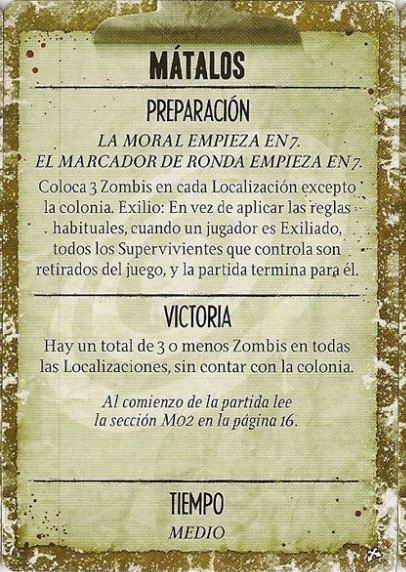 MÁTALOS
PREPARACIÓN
LA MORAL EMPIEZA EN 7.
EL MARCADOR DE RONDA EMPIEZA EN 7.
Coloca 3 Zombis en cada Localización excepto
la colonia. Exilio: En vez de aplicar las reglas
habituales, cuando un jugador es Exiliado,
todos los Supervivientes que controla son
retirados del juego, y la partida termina para él.
VICTORIA
Hay un total de 3 o menos Zombis en todas
las Localizaciones, sin contar con la colonia.
Al comienzo de la partida lee
la sección M02 en la página 16.
TIEMPO
MEDIO